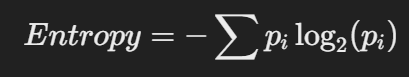 Entropy = − ∑ pᵢ log₂(pᵢ)